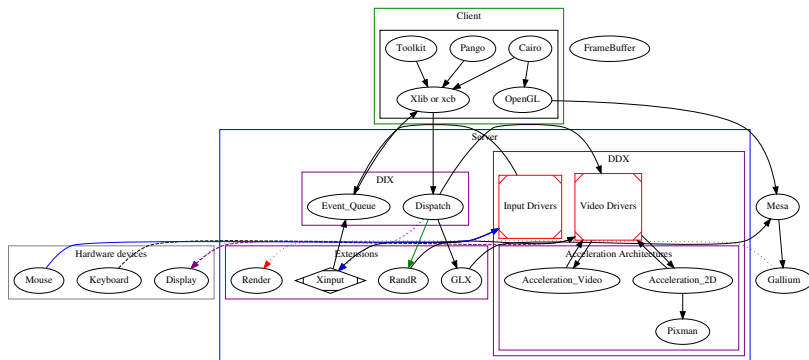 Client
Toolkit
Pango
Cairo
FrameBuffer
Xlib or xcb
OpenGL
Server
DDX
DIX
Event_Queue
Dispatch
Input Drivers
Video Drivers
Mesa
Hardware devices
Extensions
Acceleration Architectures
Mouse
Keyboard
Display
Render
Xinput
RandR
GLX
Acceleration_Video
Acceleration_2D
Gallium
Pixman